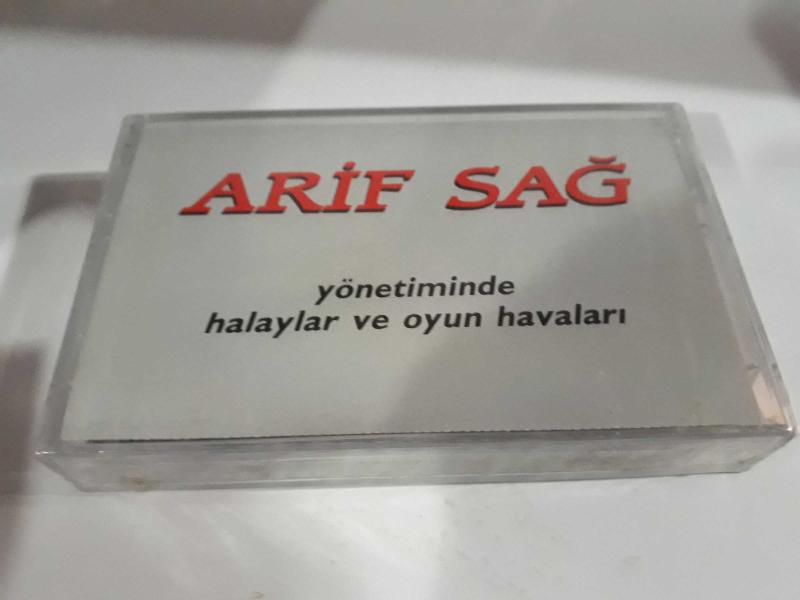 ARİF SAĞ
yönetiminde
halaylar ve oyun havaları